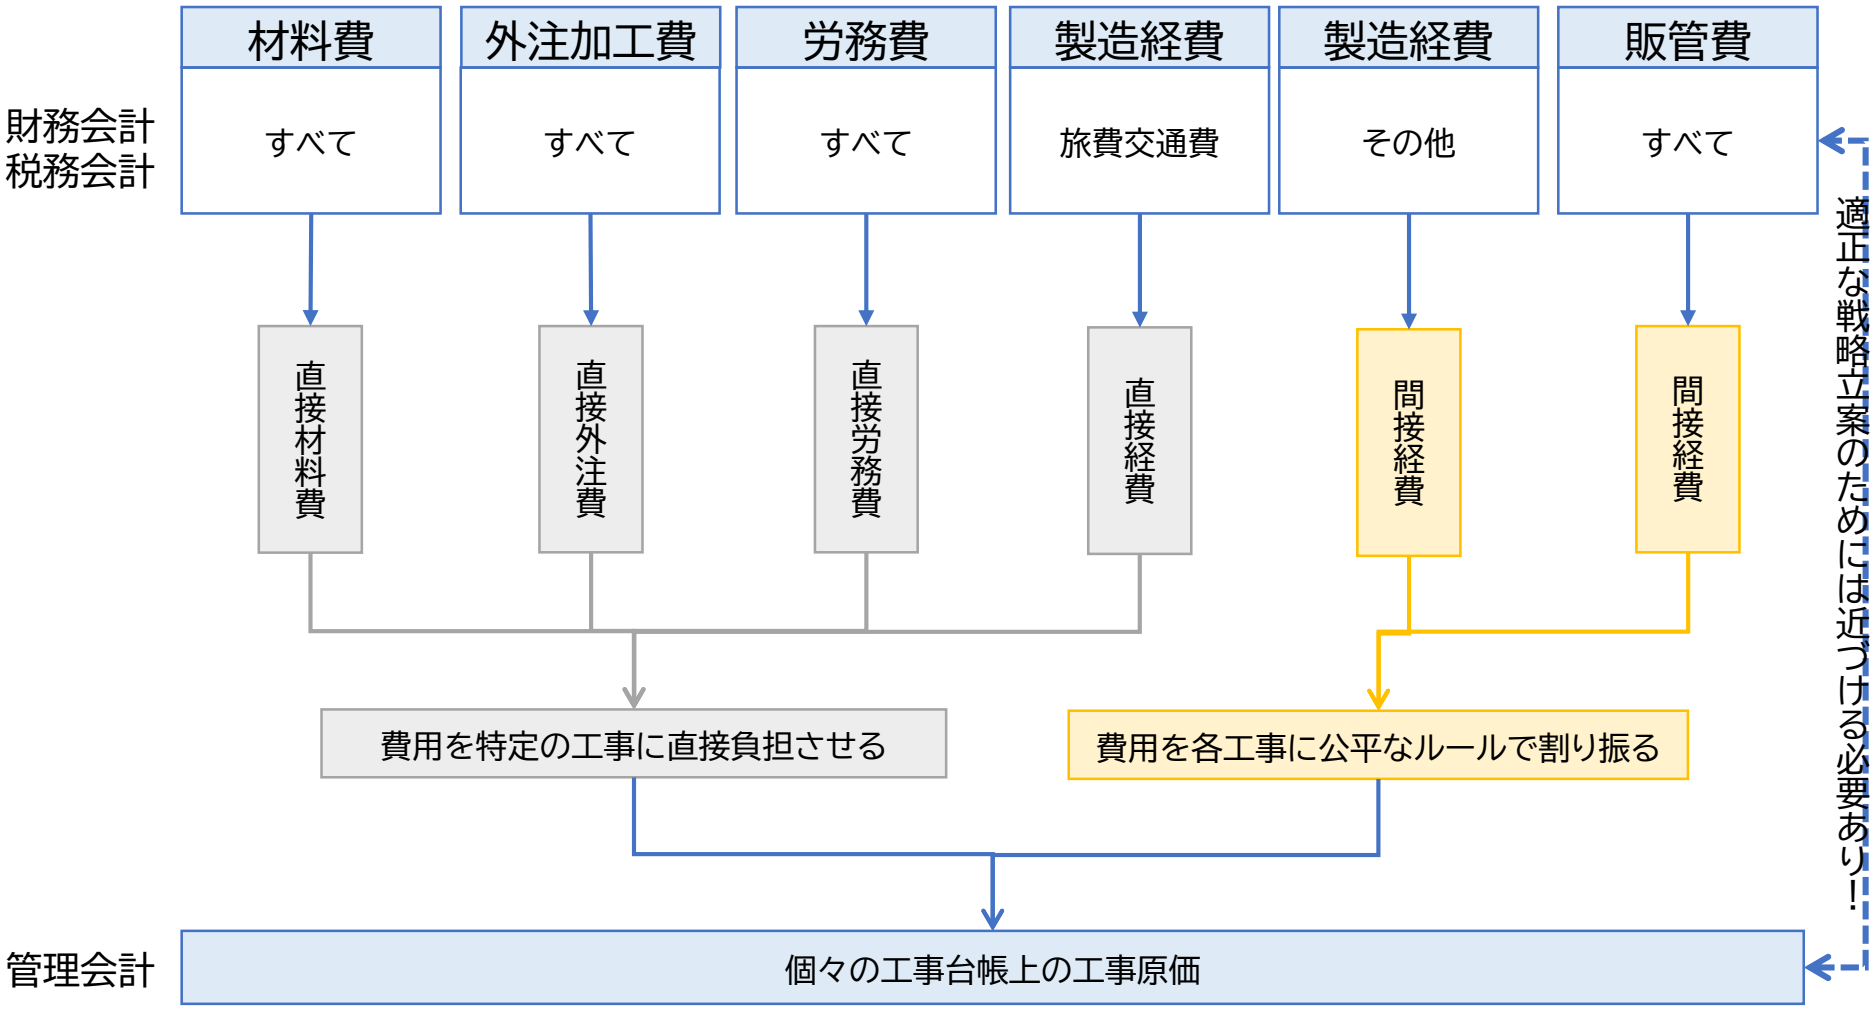 材料費
外注加工費
労務費
製造経費
製造経費
販管費
財務会計
税務会計
すべて
すべて
すべて
旅費交通費
その他
すべて
直接材料費
直接外注費
直接労務費
直接経費
間接経費
間接経費
適正な戦略立案のためには近づける必要あり！
費用を特定の工事に直接負担させる
費用を各工事に公平なルールで割り振る
管理会計
個々の工事台帳上の工事原価